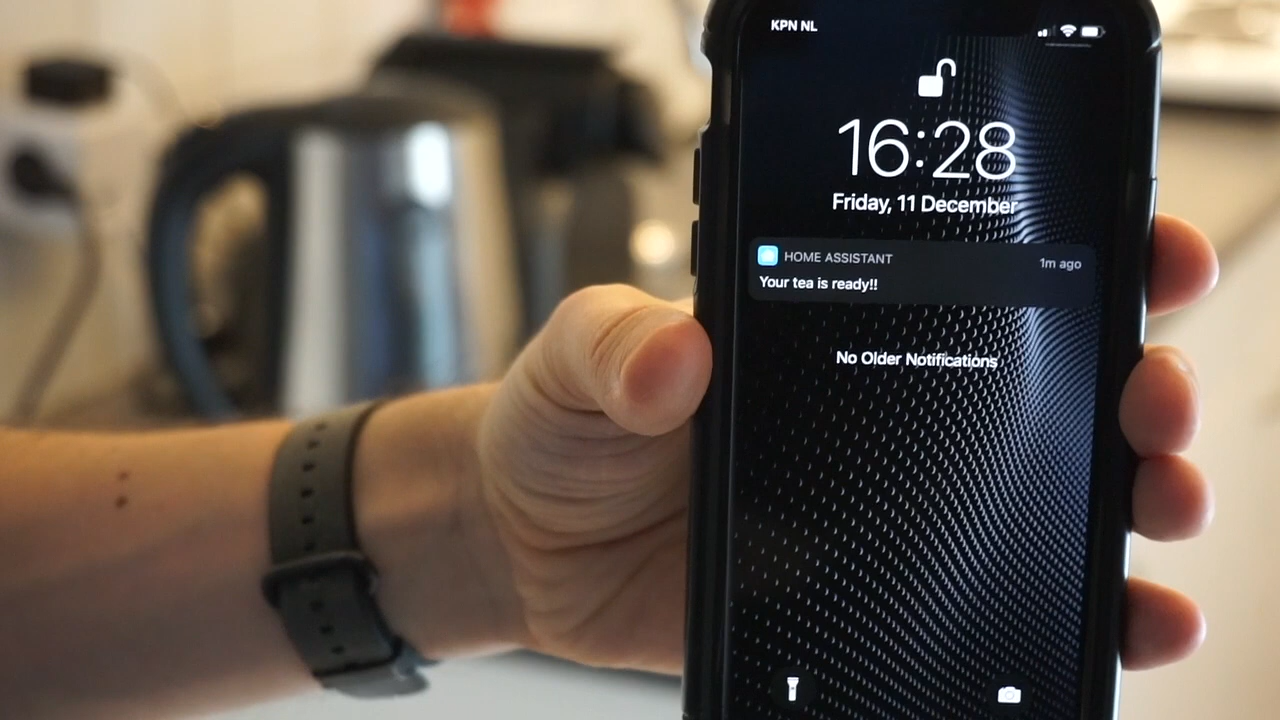 KPN NL
16:28
Friday, 11 December
HOME ASSISTANT 1m ago
Your tea is ready!!
No Older Notifications